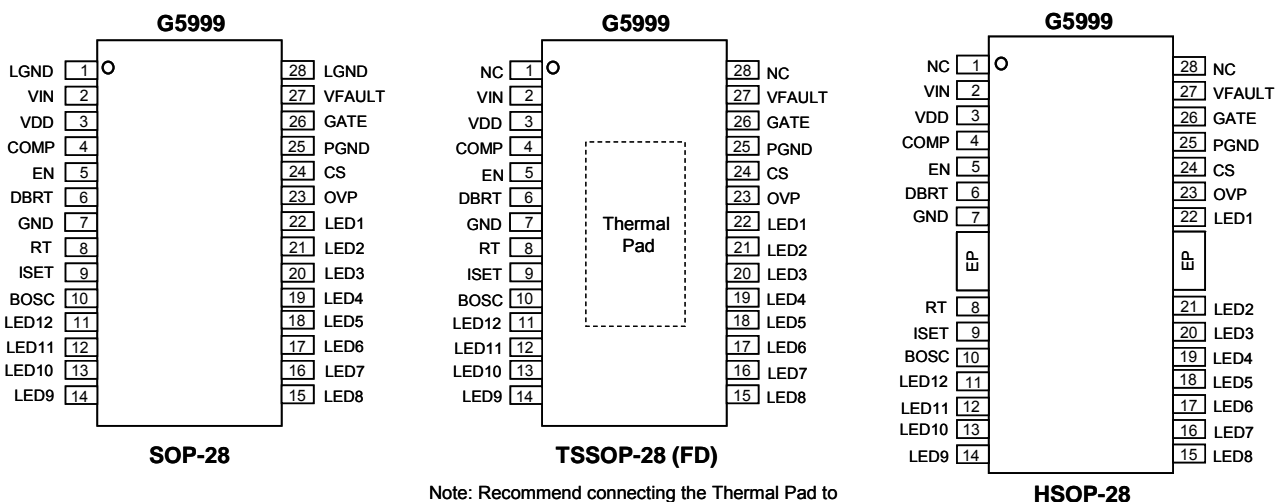 G5999
LGND 1 28 LGND
VIN 2 27 VFAULT
VDD 3 26 GATE
COMP 4 25 PGND
EN 5 24 CS
DBRT 6 23 OVP
GND 7 22 LED1
RT 8 21 LED2
ISET 9 20 LED3
BOSC 10 19 LED4
LED12 11 18 LED5
LED11 12 17 LED6
LED10 13 16 LED7
LED9 14 15 LED8
SOP-28
G5999
NC 1 28 NC
VIN 2 27 VFAULT
VDD 3 26 GATE
COMP 4 25 PGND
EN 5 24 CS
DBRT 6 23 OVP
GND 7 22 LED1
RT 8 21 LED2
ISET 9 20 LED3
BOSC 10 19 LED4
LED12 11 18 LED5
LED11 12 17 LED6
LED10 13 16 LED7
LED9 14 15 LED8
Thermal
Pad
TSSOP-28 (FD)
Note: Recommend connecting the Thermal Pad to
G5999
NC 1 28 NC
VIN 2 27 VFAULT
VDD 3 26 GATE
COMP 4 25 PGND
EN 5 24 CS
DBRT 6 23 OVP
GND 7 22 LED1
EP EP
RT 8 21 LED2
ISET 9 20 LED3
BOSC 10 19 LED4
LED12 11 18 LED5
LED11 12 17 LED6
LED10 13 16 LED7
LED9 14 15 LED8
HSOP-28